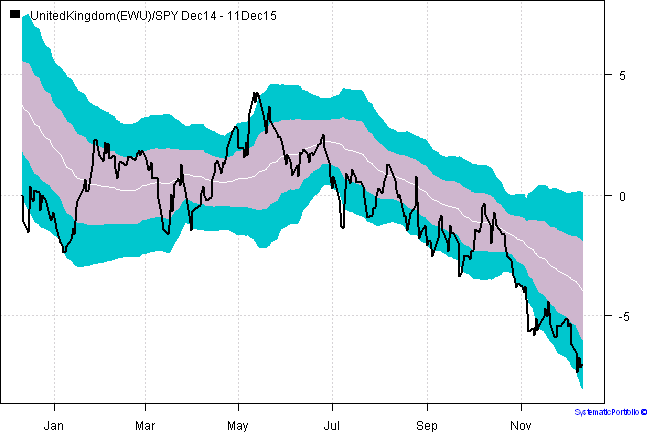 UnitedKingdom(EWU)/SPY Dec14 - 11Dec15
5
0
-5
Jan Mar May Jul Sep Nov
SystematicPortfolio ©